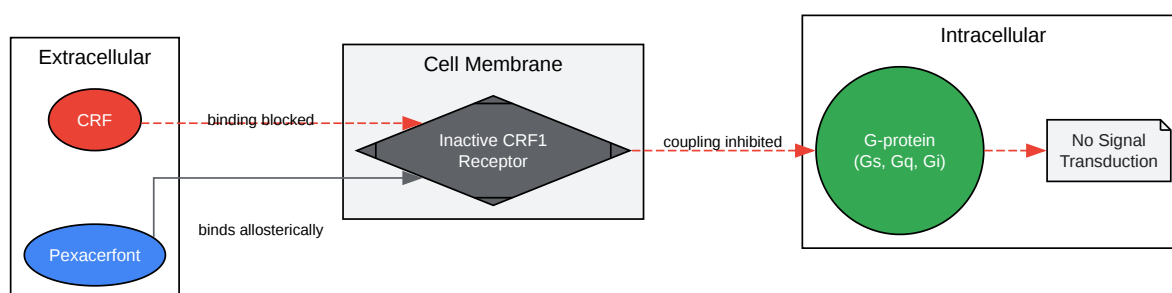 Extracellular
CRF
Pexacerfont
binding blocked
binds allosterically
Cell Membrane
Inactive CRF1
Receptor
coupling inhibited
Intracellular
G-protein
(Gs, Gq, Gi)
No Signal
Transduction